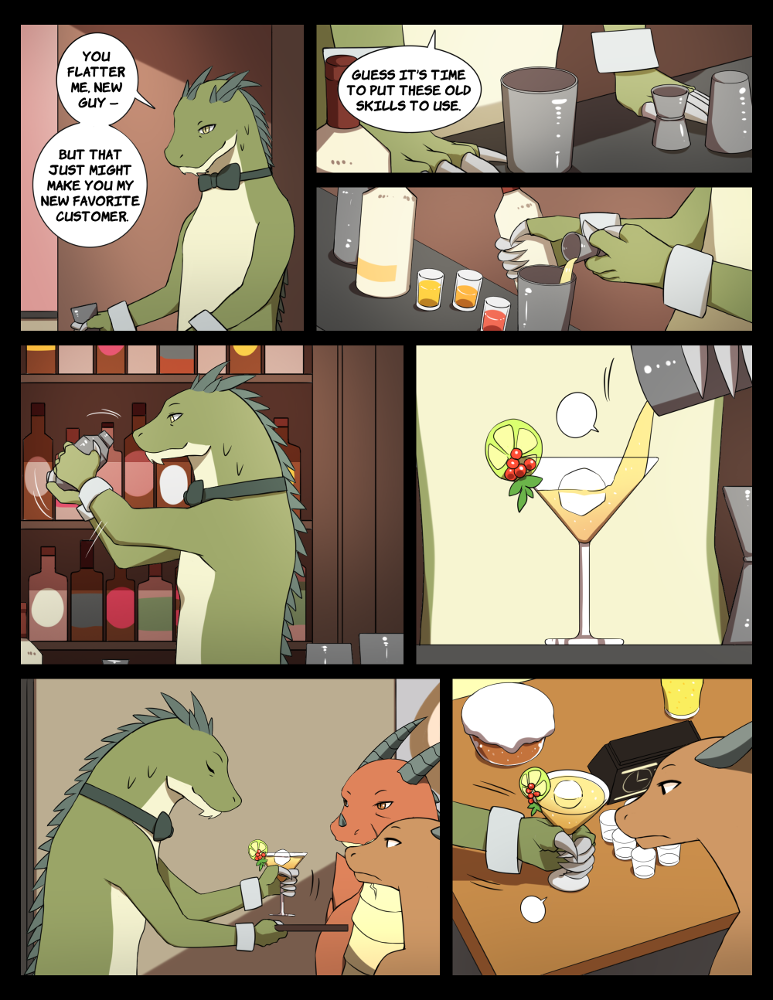 YOU
FLATTER
ME, NEW
GUY –
BUT THAT
JUST MIGHT
MAKE YOU MY
NEW FAVORITE
CUSTOMER.
GUESS IT'S TIME
TO PUT THESE OLD
SKILLS TO USE.